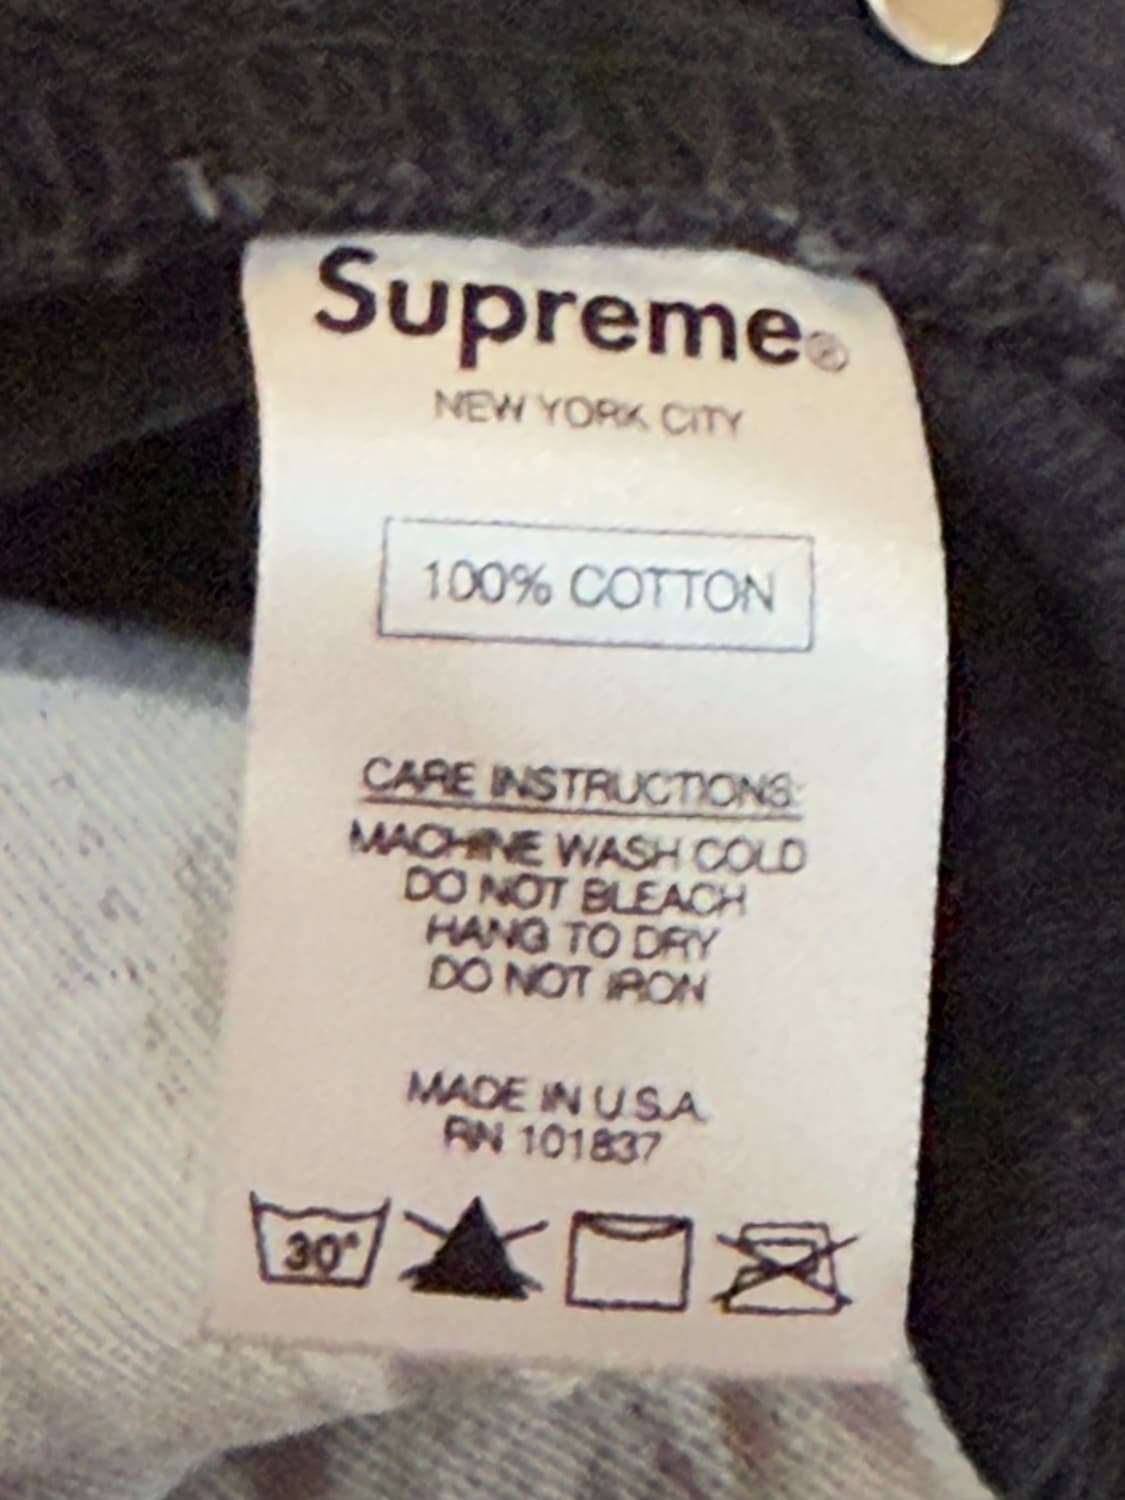 Supreme®
NEW YORK CITY
100% COTTON
CARE INSTRUCTIONS:
MACHINE WASH COLD
DO NOT BLEACH
HANG TO DRY
DO NOT IRON
MADE IN U.S.A.
RN 101837
30°